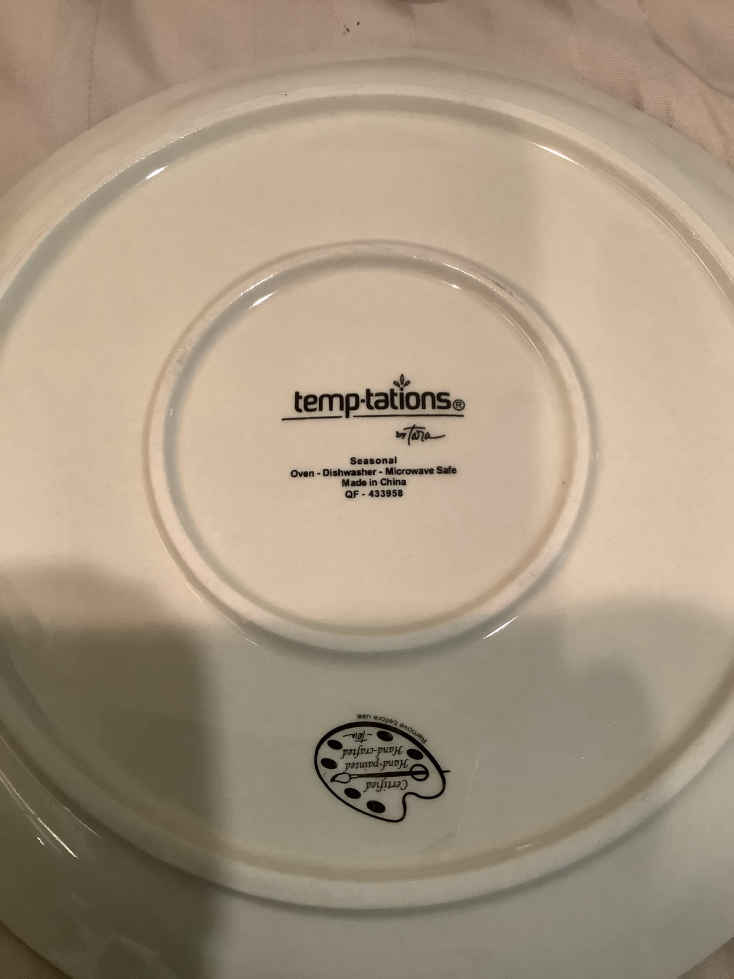 temp·tations®
by Tara
Seasonal
Oven - Dishwasher - Microwave Safe
Made in China
QF - 433958
Certified
Hand-painted
Hand-crafted
-Tara-
Remove before use